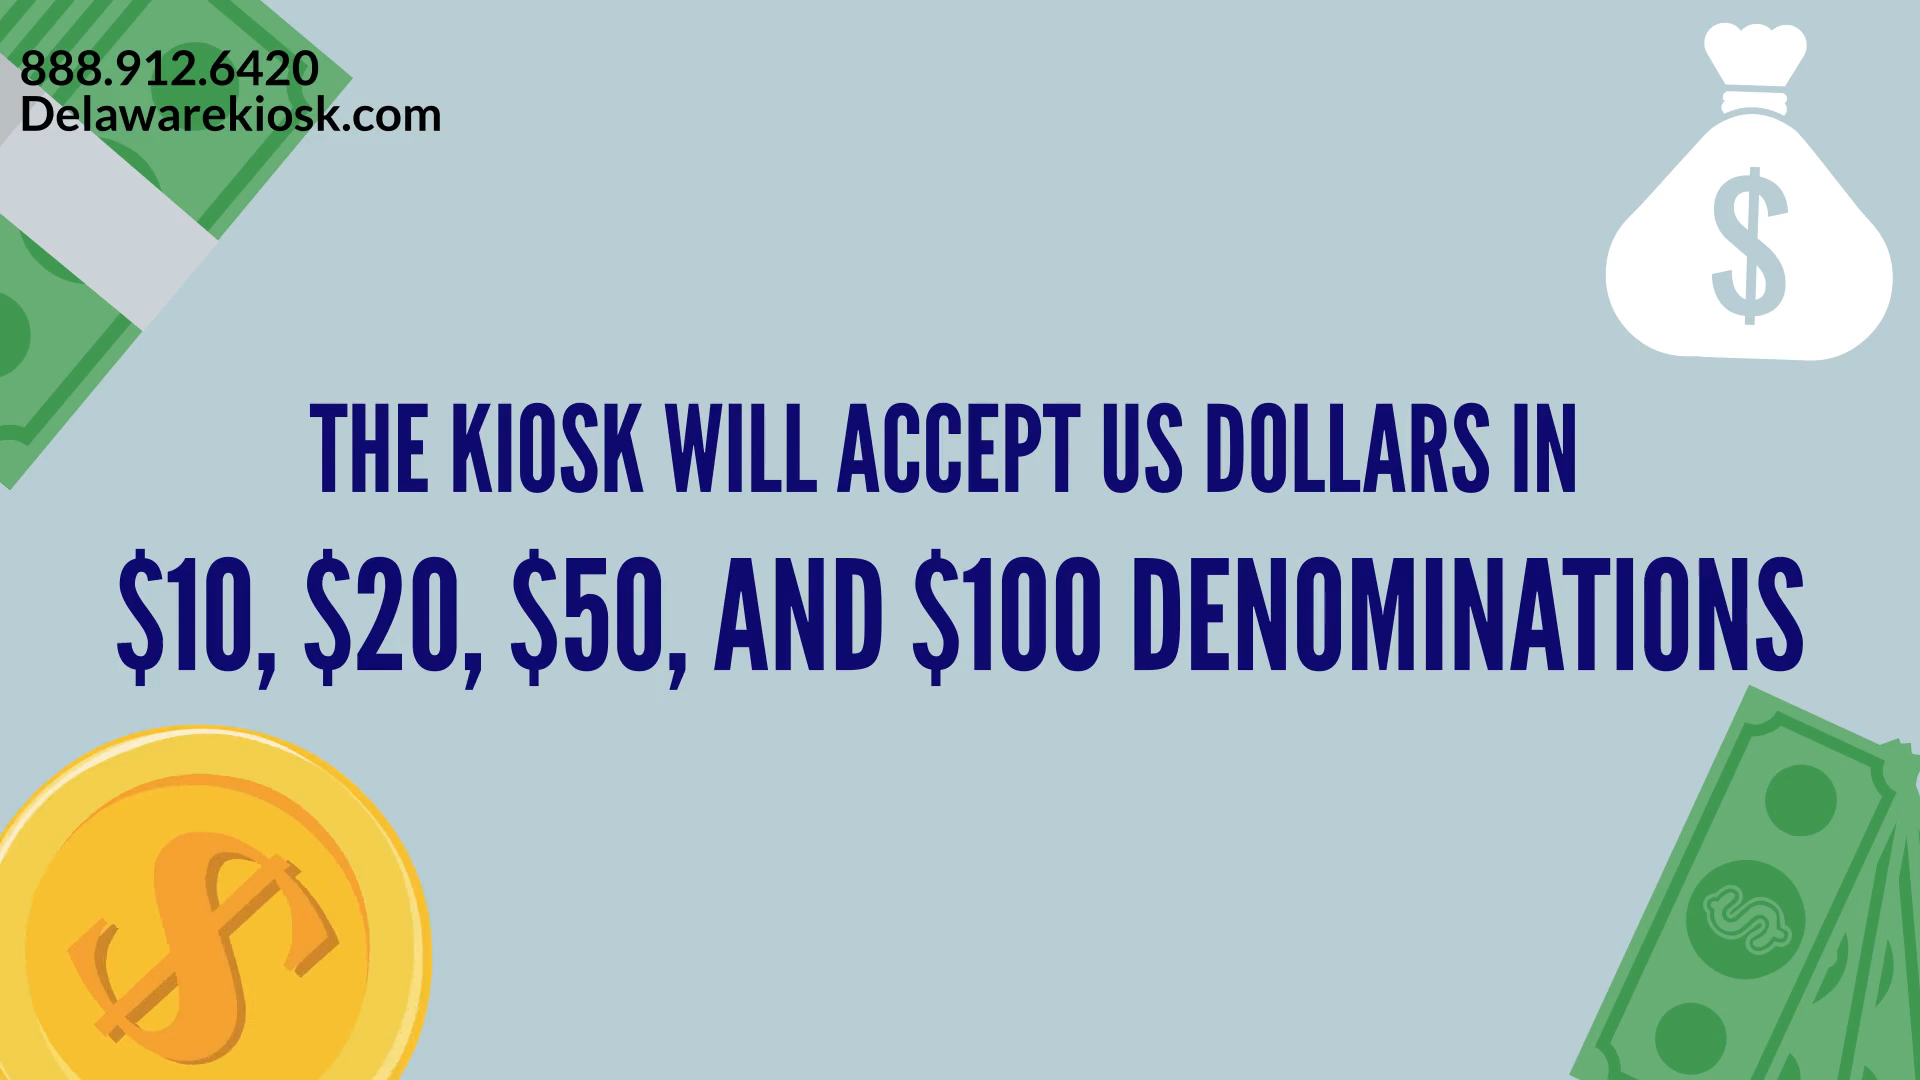 888.912.6420
Delawarekiosk.com
$
THE KIOSK WILL ACCEPT US DOLLARS IN
$10, $20, $50, AND $100 DENOMINATIONS
$
$